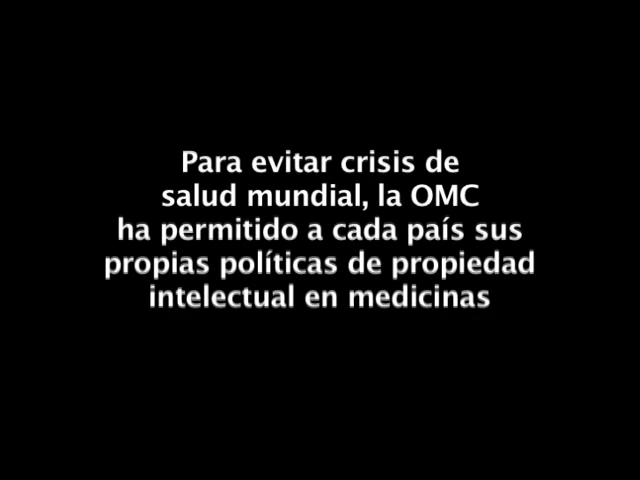 Para evitar crisis de
salud mundial, la OMC
ha permitido a cada país sus
propias políticas de propiedad
intelectual en medicinas